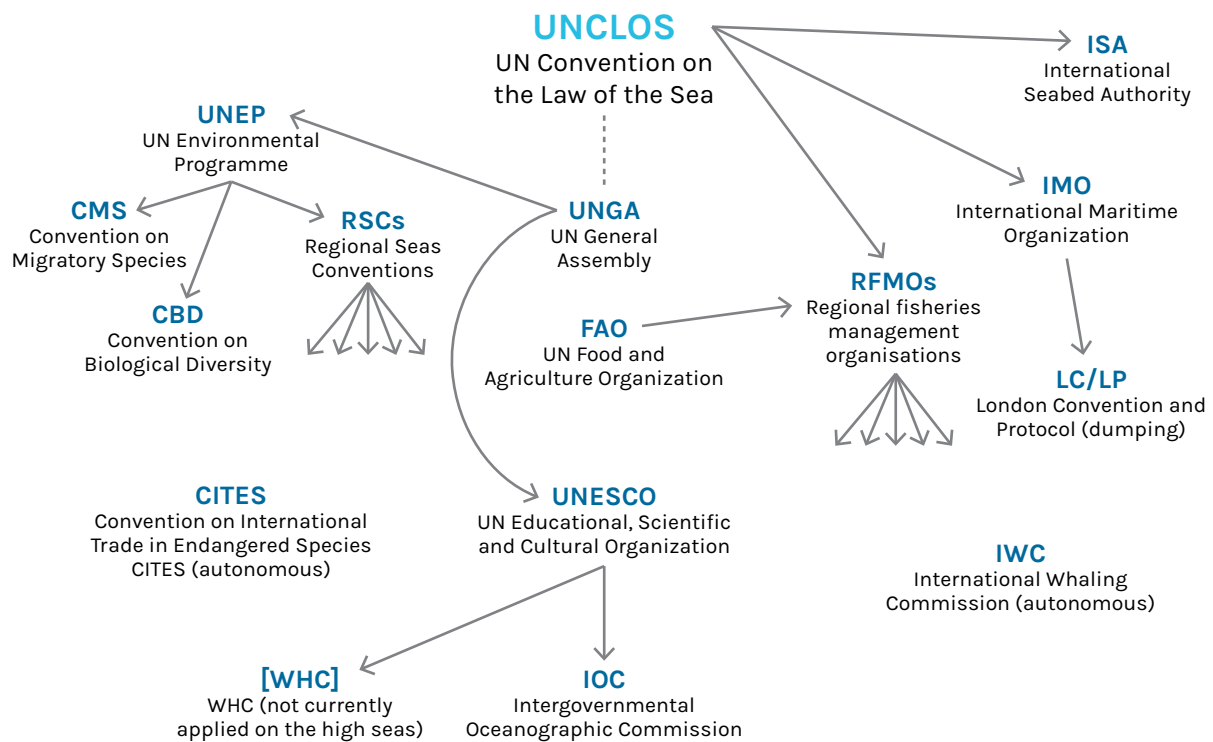 UNCLOS
UN Convention on
the Law of the Sea
ISA
International
Seabed Authority
UNEP
UN Environmental
Programme
CMS
Convention on
Migratory Species
RSCs
Regional Seas
Conventions
UNGA
UN General
Assembly
IMO
International Maritime
Organization
CBD
Convention on
Biological Diversity
FAO
UN Food and
Agriculture Organization
RFMOs
Regional fisheries
management
organisations
LC/LP
London Convention and
Protocol (dumping)
CITES
Convention on International
Trade in Endangered Species
CITES (autonomous)
UNESCO
UN Educational, Scientific
and Cultural Organization
IWC
International Whaling
Commission (autonomous)
[WHC]
WHC (not currently
applied on the high seas)
IOC
Intergovernmental
Oceanographic Commission